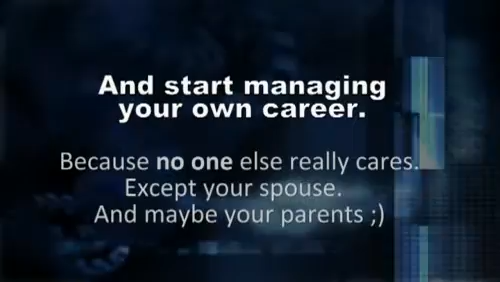 And start managing
your own career.
Because no one else really cares.
Except your spouse.
And maybe your parents ;)